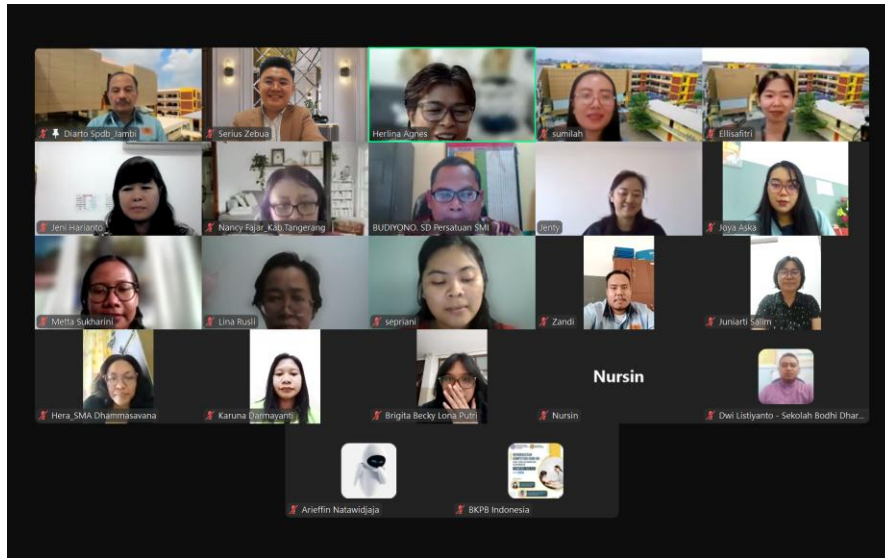 Diarto Spdb_Jambi
Serius Zebua
Herlina Agnes
sumilah
Ellisafitri
Jeni Harianto
Nancy Fajar_Kab.Tangerang
BUDIYONO. SD Persatuan SMI
Jenty
Joya Aska
Metta Sukharini
Lina Rusli
sepriani
Zandi
Juniarti Salim
Hera_SMA Dhammasavana
Karuna Darmayanti
Brigita Becky Lona Putri
Nursin
Nursin
Dwi Listiyanto - Sekolah Bodhi Dhar...
Arieffin Natawidjaja
BKPB Indonesia